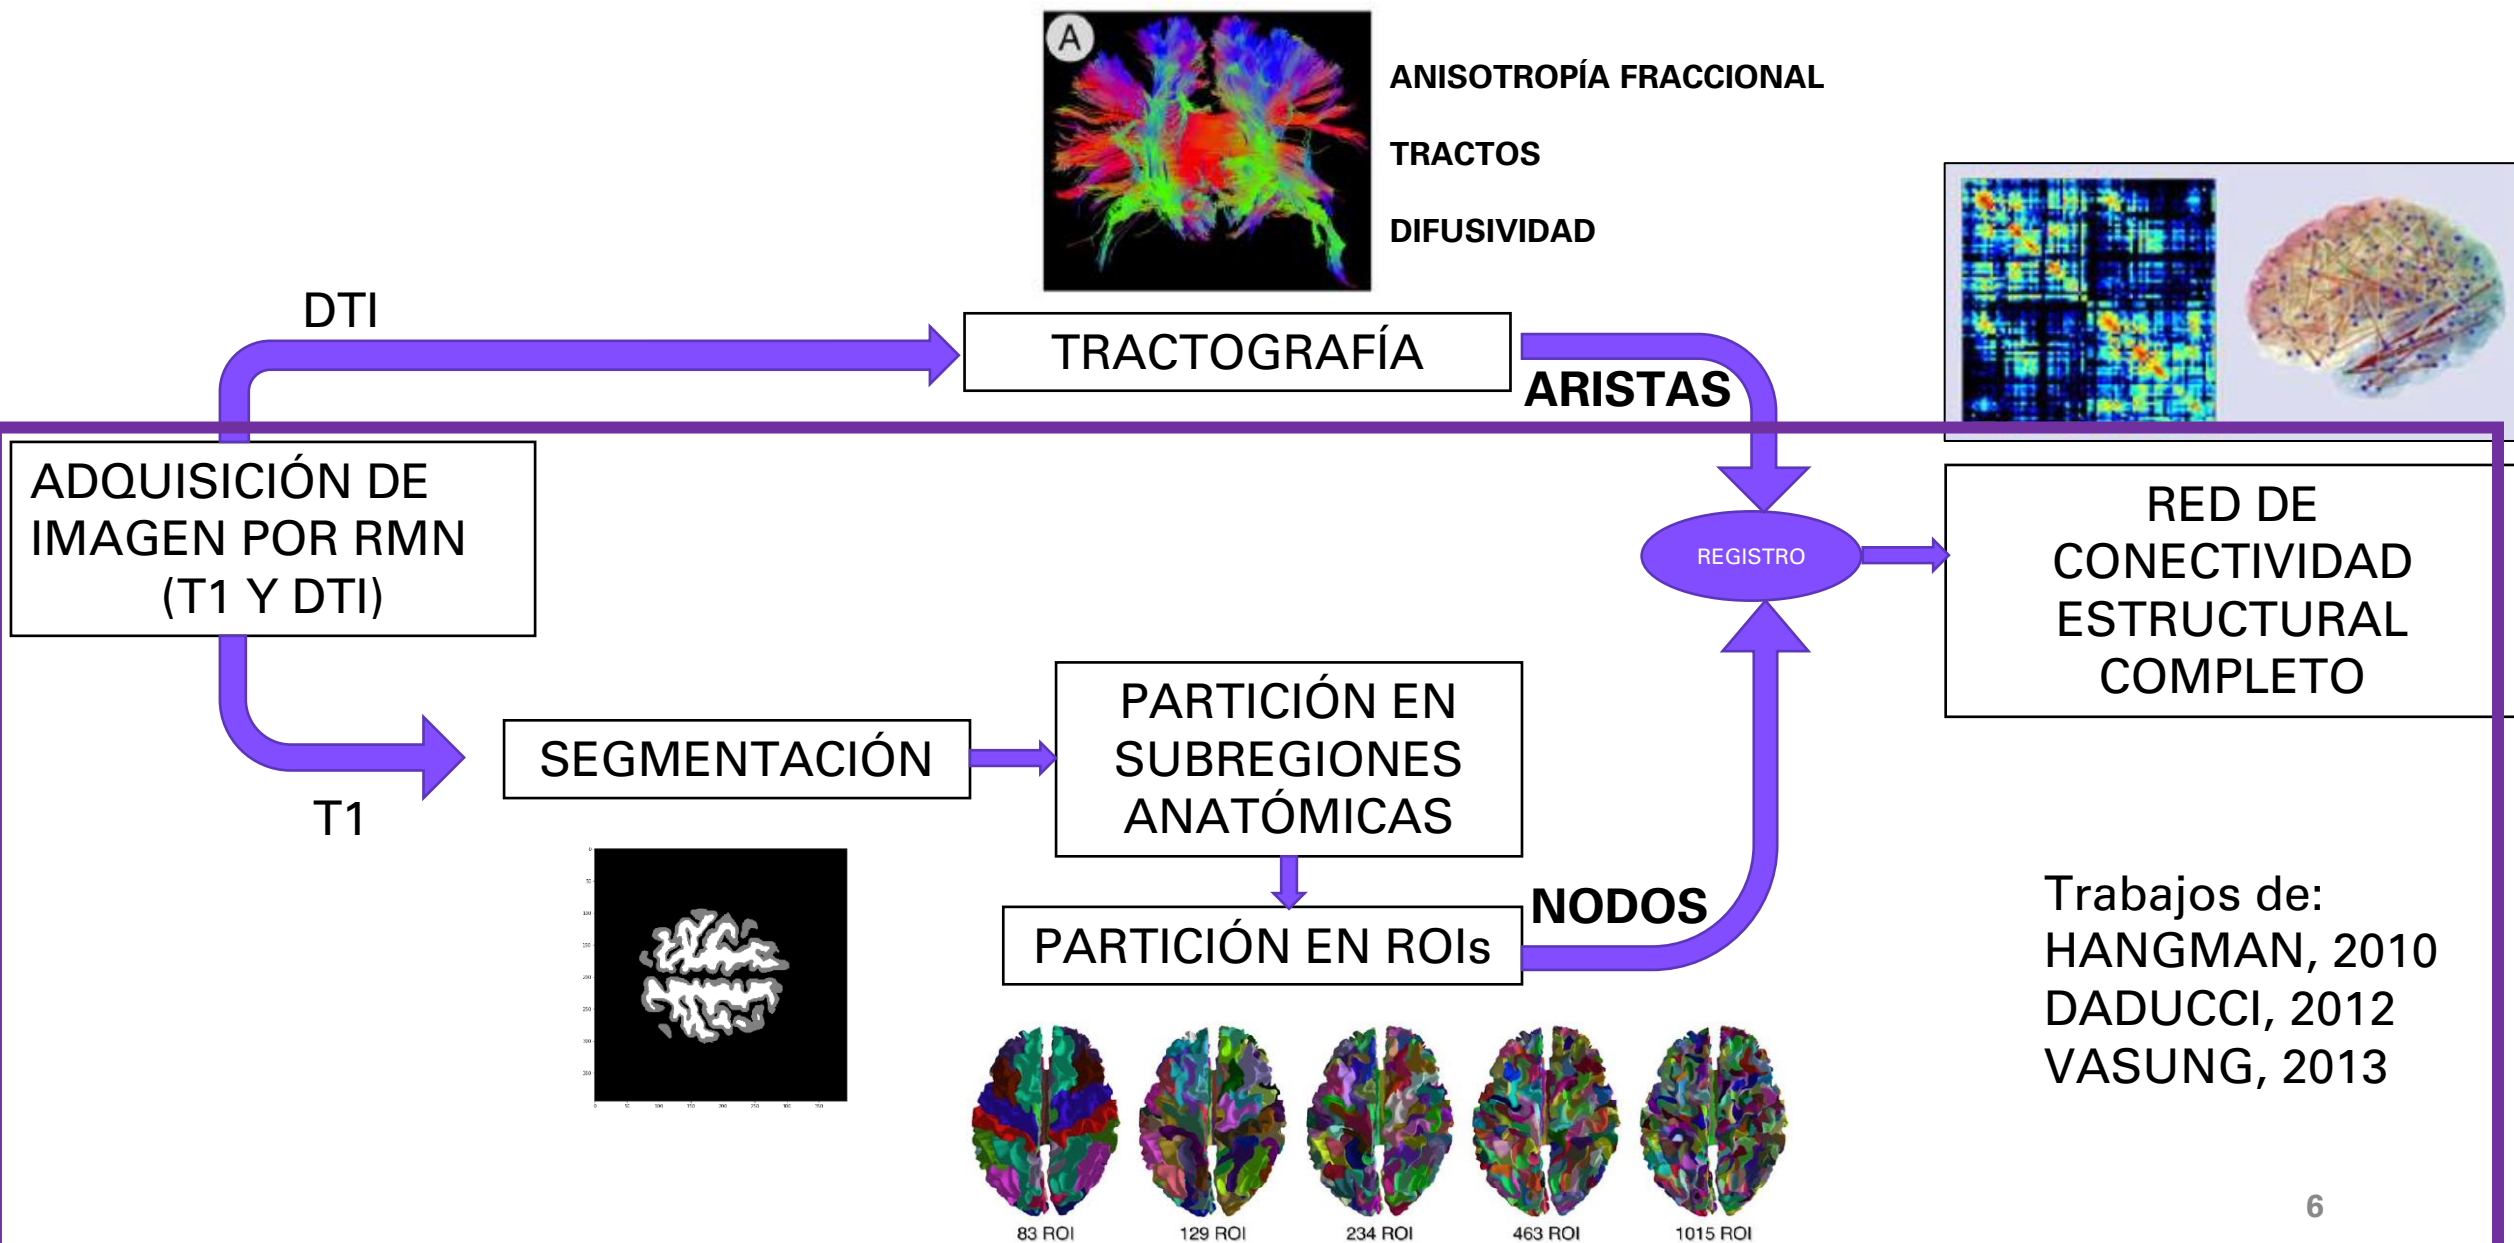 A
ANISOTROPÍA FRACCIONAL
TRACTOS
DIFUSIVIDAD
DTI
TRACTOGRAFÍA
ARISTAS
ADQUISICIÓN DE
IMAGEN POR RMN
(T1 Y DTI)
REGISTRO
RED DE
CONECTIVIDAD
ESTRUCTURAL
COMPLETO
T1
SEGMENTACIÓN
PARTICIÓN EN
SUBREGIONES
ANATÓMICAS
NODOS
PARTICIÓN EN ROIs
Trabajos de:
HANGMAN, 2010
DADUCCI, 2012
VASUNG, 2013
83 ROI
129 ROI
234 ROI
463 ROI
1015 ROI
6